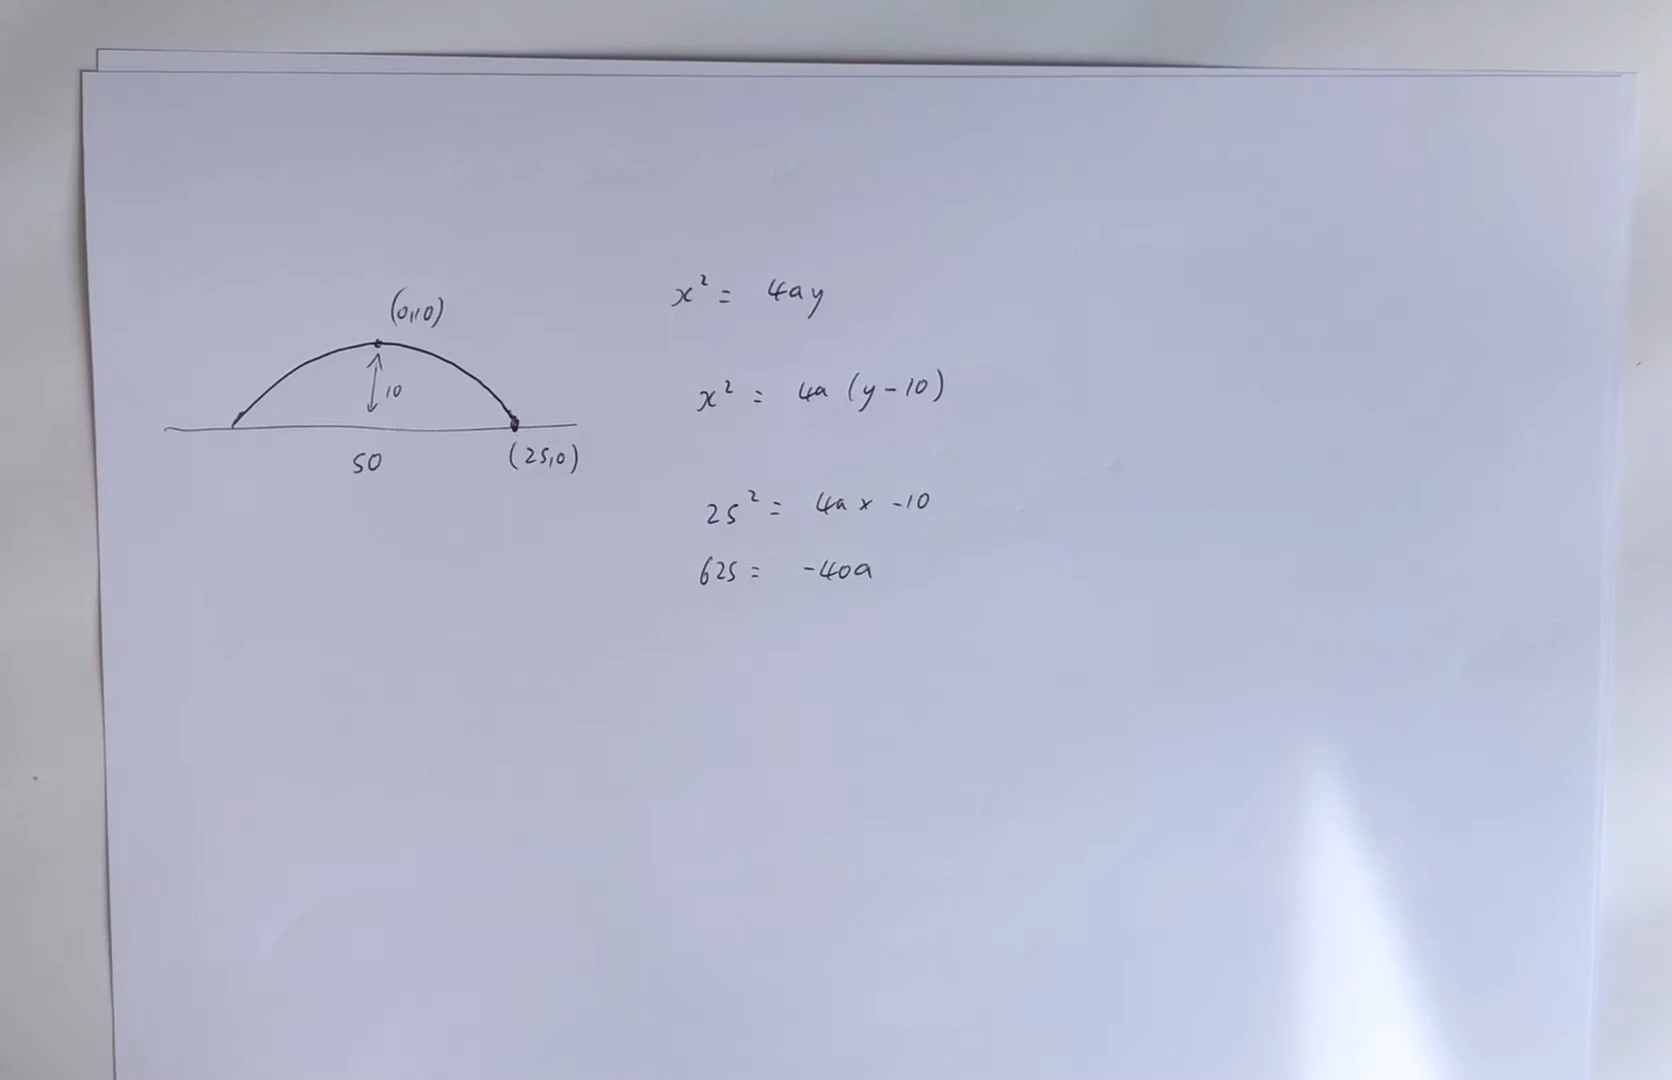 (0,10)
10
50
(25,0)
x² = 4ay
x² = 4a (y-10)
25² = 4a x -10
625 = -40a